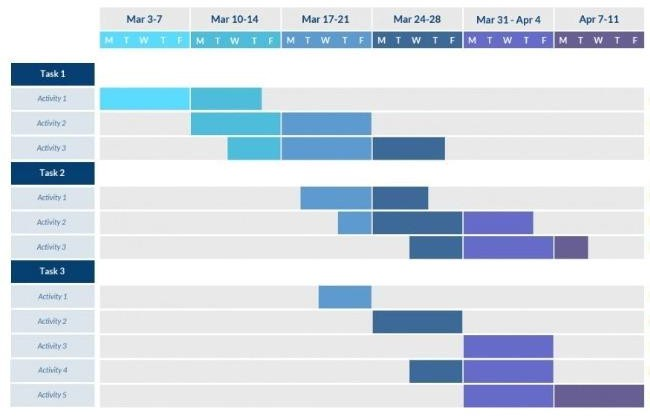 Mar 3-7 Mar 10-14 Mar 17-21 Mar 24-28 Mar 31 - Apr 4 Apr 7-11
M T W T F M T W T F M T W T F M T W T F M T W T F M T W T F
Task 1
Activity 1
Activity 2
Activity 3
Task 2
Activity 1
Activity 2
Activity 3
Task 3
Activity 1
Activity 2
Activity 3
Activity 4
Activity 5